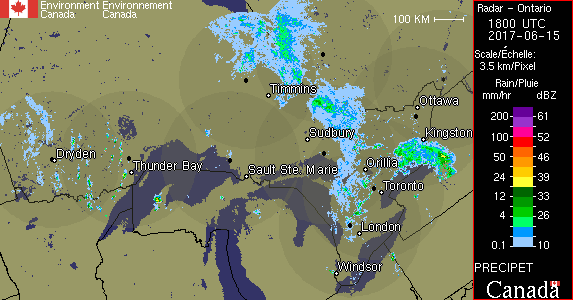 Environment Environnement
Canada Canada
100 KM
Timmins
Ottawa
Sudbury
Kingston
Dryden
Thunder Bay
Sault Ste. Marie
Orillia
Toronto
London
Windsor
Radar - Ontario
1800 UTC
2017-06-15
Scale/Échelle:
3.5 km/Pixel
Rain/Pluie
mm/hr dBZ
200 61
100 52
50 46
24 39
12 33
4 26
0.1 10
PRECIPET
Canada